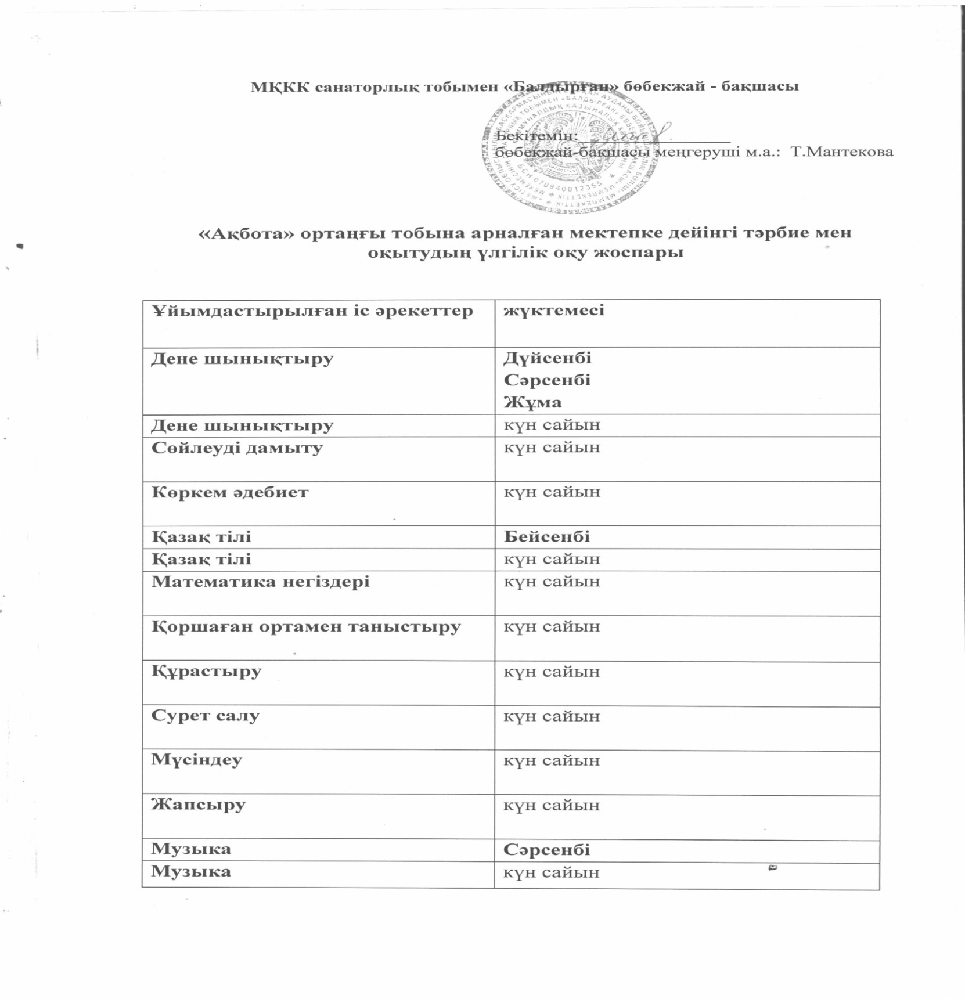 МҚКК санаторлық тобымен «Балдырған» бөбекжай - бақшасы
Бекітемін:
бөбекжай-бақшасы меңгеруші м.а.: Т.Мантекова
БСН 070940012355
«Ақбота» ортаңғы тобына арналған мектепке дейінгі тәрбие мен
оқытудың үлгілік оқу жоспары
Ұйымдастырылған іс әрекеттер жүктемесі
Дене шынықтыру Дүйсенбі
Сәрсенбі
Жұма
Дене шынықтыру күн сайын
Сөйлеуді дамыту күн сайын
Көркем әдебиет күн сайын
Қазақ тілі Бейсенбі
Қазақ тілі күн сайын
Математика негіздері күн сайын
Қоршаған ортамен таныстыру күн сайын
Құрастыру күн сайын
Сурет салу күн сайын
Мүсіндеу күн сайын
Жапсыру күн сайын
Музыка Сәрсенбі
Музыка күн сайын